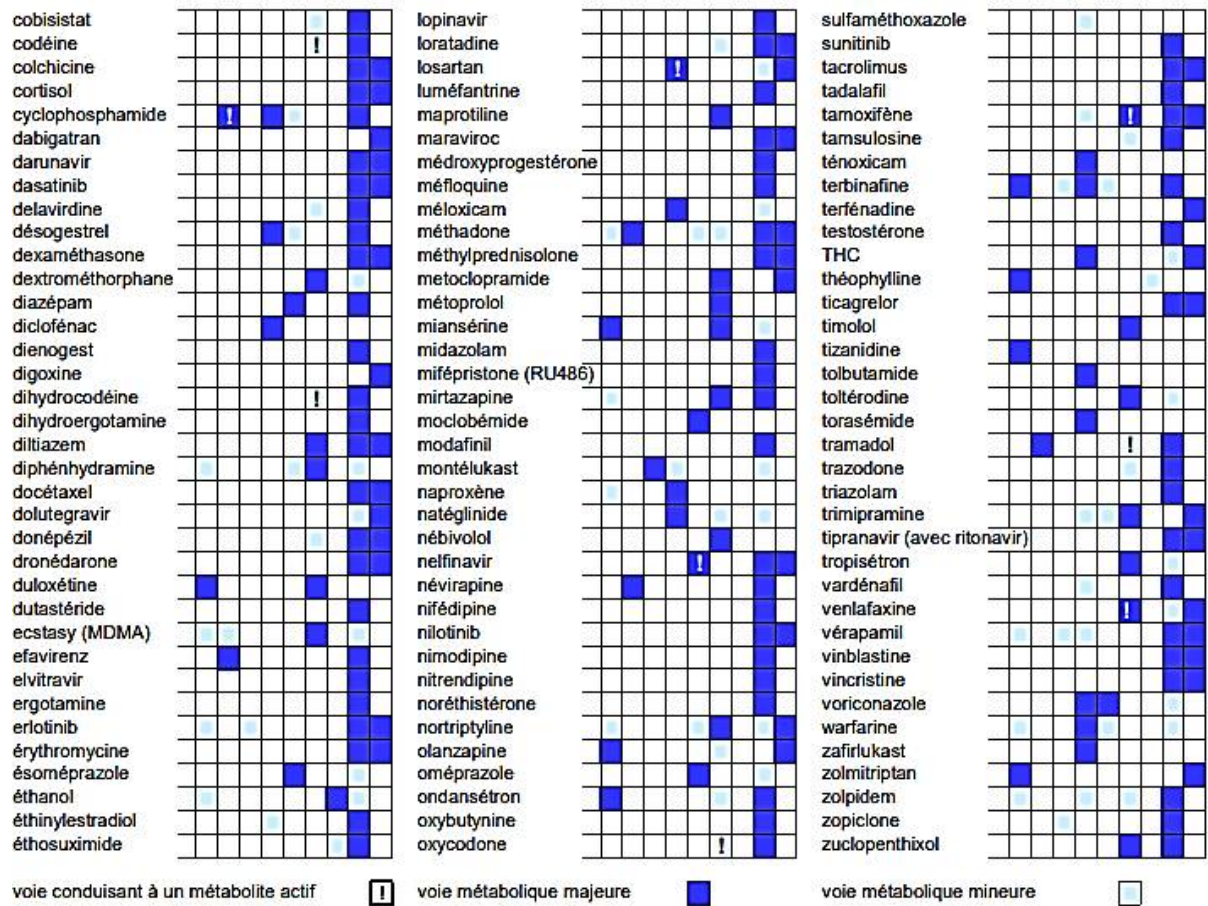 cobisistat
codéine !
colchicine
cortisol
cyclophosphamide !
dabigatran
darunavir
dasatinib
delavirdine
désogestrel
dexaméthasone
dextrométhorphane
diazépam
diclofénac
dienogest
digoxine
dihydrocodéine !
dihydroergotamine
diltiazem
diphénhydramine
docétaxel
dolutegravir
donépézil
dronédarone
duloxétine
dutastéride
ecstasy (MDMA)
efavirenz
elvitravir
ergotamine
erlotinib
érythromycine
ésoméprazole
éthanol
éthinylestradiol
éthosuximide
lopinavir
loratadine
losartan !
luméfantrine
maprotiline
maraviroc
médroxyprogestérone
méfloquine
méloxicam
méthadone
méthylprednisolone
metoclopramide
métoprolol
miansérine
midazolam
mifépristone (RU486)
mirtazapine
moclobémide
modafinil
montélukast
naproxène
natéglinide
nébivolol
nelfinavir !
névirapine
nifédipine
nilotinib
nimodipine
nitrendipine
noréthistérone
nortriptyline
olanzapine
oméprazole
ondansétron
oxybutynine
oxycodone !
sulfaméthoxazole
sunitinib
tacrolimus
tadalafil
tamoxifène !
tamsulosine
ténoxicam
terbinafine
terfénadine
testostérone
THC
théophylline
ticagrelor
timolol
tizanidine
tolbutamide
toltérodine
torasémide
tramadol !
trazodone
triazolam
trimipramine
tipranavir (avec ritonavir)
tropisétron
vardénafil
venlafaxine !
vérapamil
vinblastine
vincristine
voriconazole
warfarine
zafirlukast
zolmitriptan
zolpidem
zopiclone
zuclopenthixol
voie conduisant à un métabolite actif !
voie métabolique majeure
voie métabolique mineure